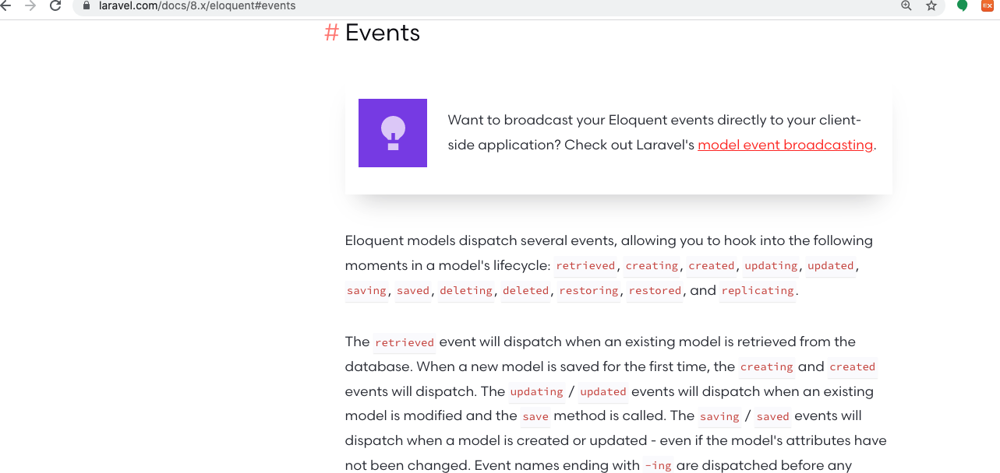 laravel.com/docs/8.x/eloquent#events
# Events
Want to broadcast your Eloquent events directly to your client-
side application? Check out Laravel's model event broadcasting.
Eloquent models dispatch several events, allowing you to hook into the following
moments in a model's lifecycle: retrieved, creating, created, updating, updated,
saving, saved, deleting, deleted, restoring, restored, and replicating.
The retrieved event will dispatch when an existing model is retrieved from the
database. When a new model is saved for the first time, the creating and created
events will dispatch. The updating / updated events will dispatch when an existing
model is modified and the save method is called. The saving / saved events will
dispatch when a model is created or updated - even if the model's attributes have
not been changed. Event names ending with -ing are dispatched before any